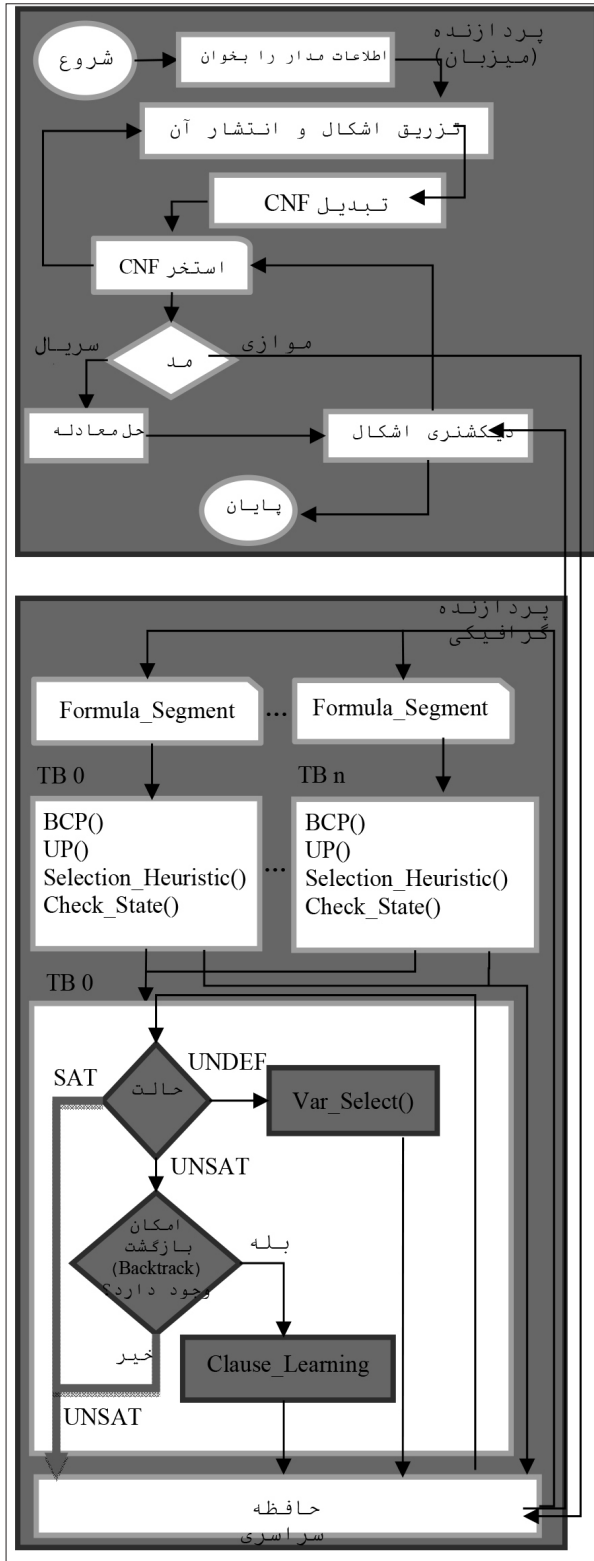 پردازنده
(میزبان)
شروع
اطلاعات مدار را بخوان
تزریق اشکال و انتشار آن
تبدیل CNF
استخر CNF
سریال
موازی
مد
حل معادله
دیکشنری اشکال
پایان
پردازنده
گرافیکی
Formula_Segment
...
Formula_Segment
TB 0
TB n
BCP()
UP()
Selection_Heuristic()
Check_State()
...
BCP()
UP()
Selection_Heuristic()
Check_State()
TB 0
SAT
حالت
UNDEF
Var_Select()
UNSAT
امکان
بازگشت
(Backtrack)
وجود دارد؟
بله
خیر
Clause_Learning
UNSAT
حافظه
سراسری